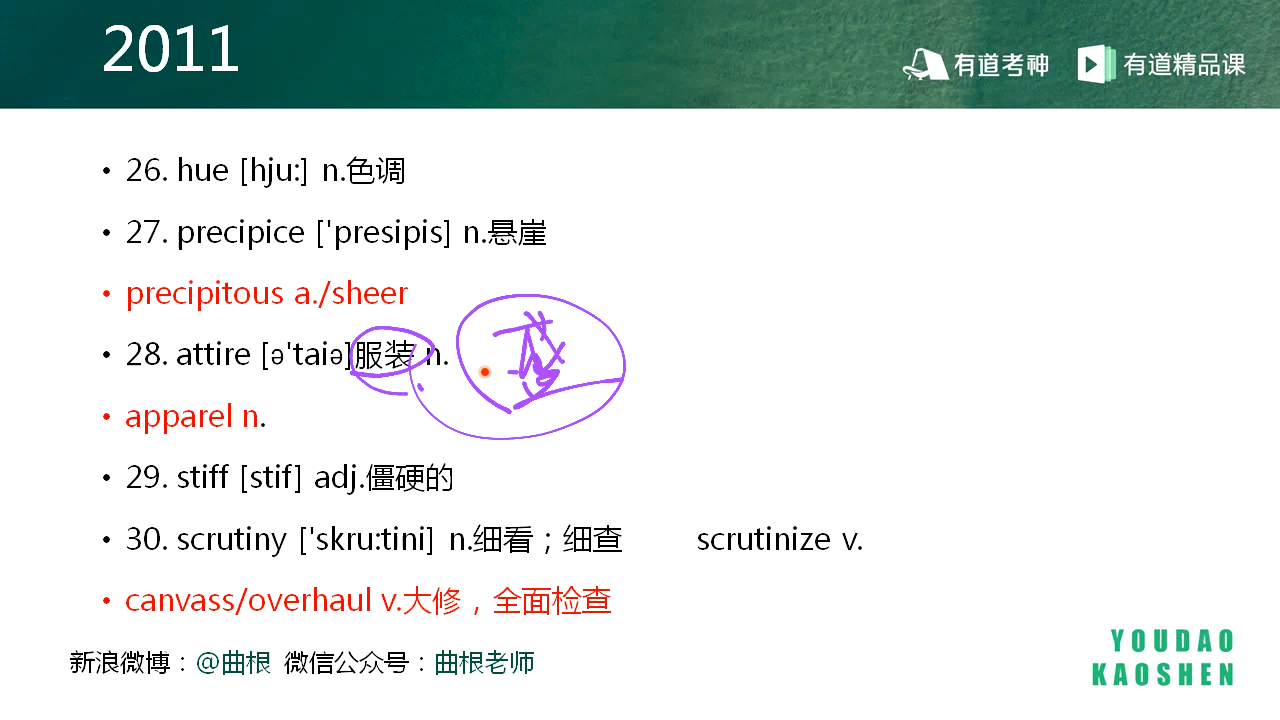 2011
有道考神 有道精品课
• 26. hue [hju:] n.色调
• 27. precipice ['presipis] n.悬崖
• precipitous a./sheer
• 28. attire [ə'taiə]服装 n.
盛
• apparel n.
• 29. stiff [stif] adj.僵硬的
• 30. scrutiny ['skru:tini] n.细看；细查 scrutinize v.
• canvass/overhaul v.大修，全面检查
新浪微博：@曲根 微信公众号：曲根老师
YOUDAO
KAOSHEN